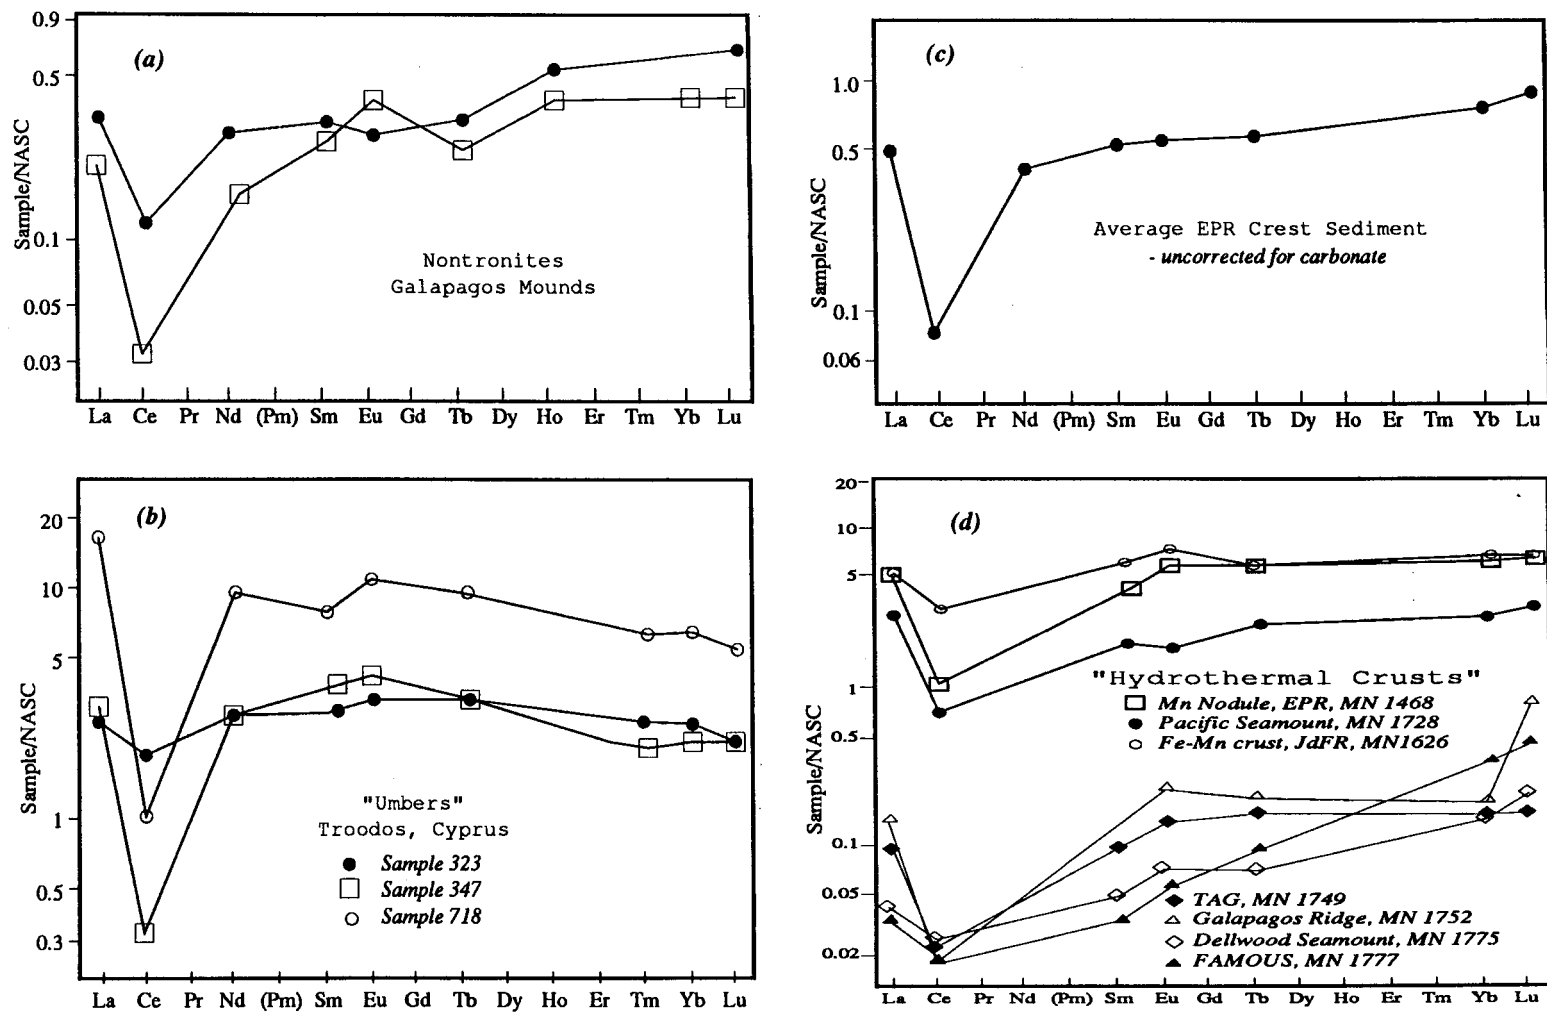 (a)
0.9
0.5
0.1
0.05
0.03
Sample/NASC
Nontronites
Galapagos Mounds
La Ce Pr Nd (Pm) Sm Eu Gd Tb Dy Ho Er Tm Yb Lu
(c)
1.0
0.5
0.1
0.06
Sample/NASC
Average EPR Crest Sediment
- uncorrected for carbonate
La Ce Pr Nd (Pm) Sm Eu Gd Tb Dy Ho Er Tm Yb Lu
(b)
20
10
5
1
0.5
0.3
Sample/NASC
"Umbers"
Troodos, Cyprus
Sample 323
Sample 347
Sample 718
La Ce Pr Nd (Pm) Sm Eu Gd Tb Dy Ho Er Tm Yb Lu
(d)
20
10
5
1
0.5
0.1
0.05
0.02
Sample/NASC
"Hydrothermal Crusts"
Mn Nodule, EPR, MN 1468
Pacific Seamount, MN 1728
Fe-Mn crust, JdFR, MN1626
TAG, MN 1749
Galapagos Ridge, MN 1752
Dellwood Seamount, MN 1775
FAMOUS, MN 1777
La Ce Pr Nd (Pm) Sm Eu Gd Tb Dy Ho Er Tm Yb Lu